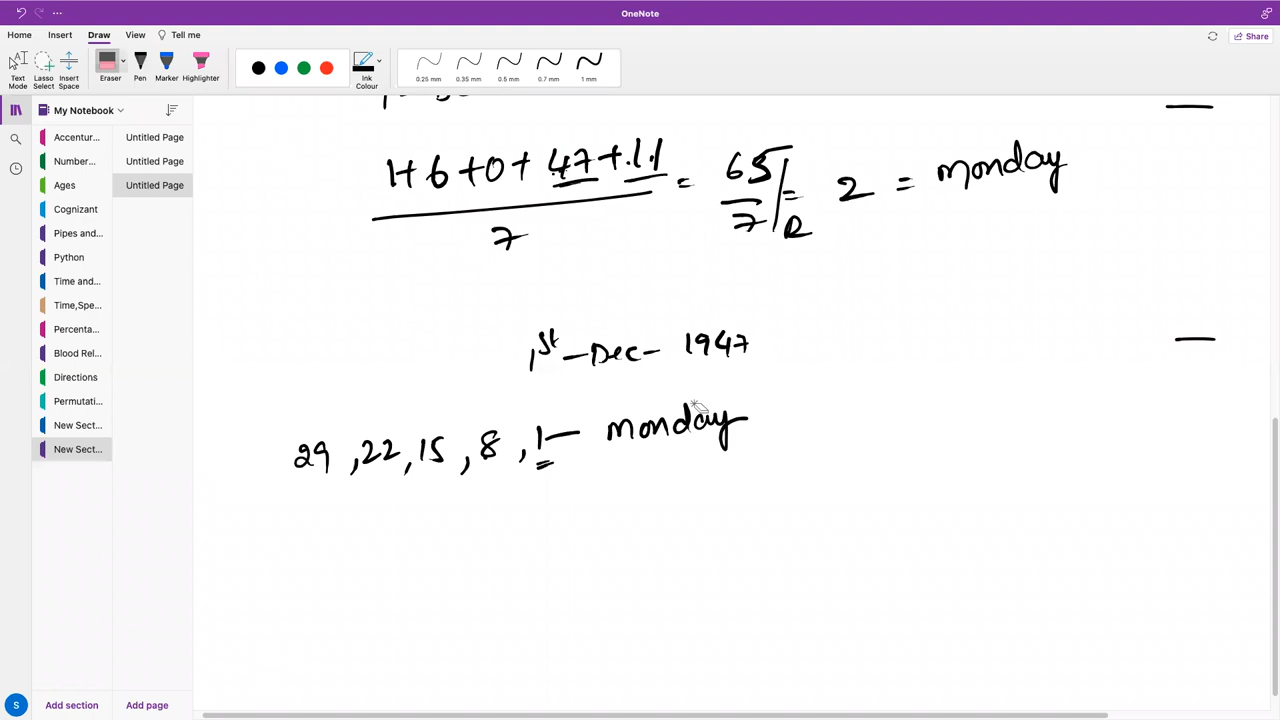 OneNote
Home Insert Draw View Tell me
Share
Text Mode
Lasso Select
Insert Space
Eraser
Pen
Marker
Highlighter
Ink Colour
0.25 mm 0.35 mm 0.5 mm 0.7 mm 1 mm
My Notebook
Accentur...
Number...
Ages
Cognizant
Pipes and...
Python
Time and...
Time,Spe...
Percenta...
Blood Rel...
Directions
Permutati...
New Sect...
New Sect...
Untitled Page
Untitled Page
Untitled Page
1+6+0+47+11 = 65 = 2 = monday
7 7 R
1st-Dec-1947
29,22,15,8,1- monday
S
Add section
Add page